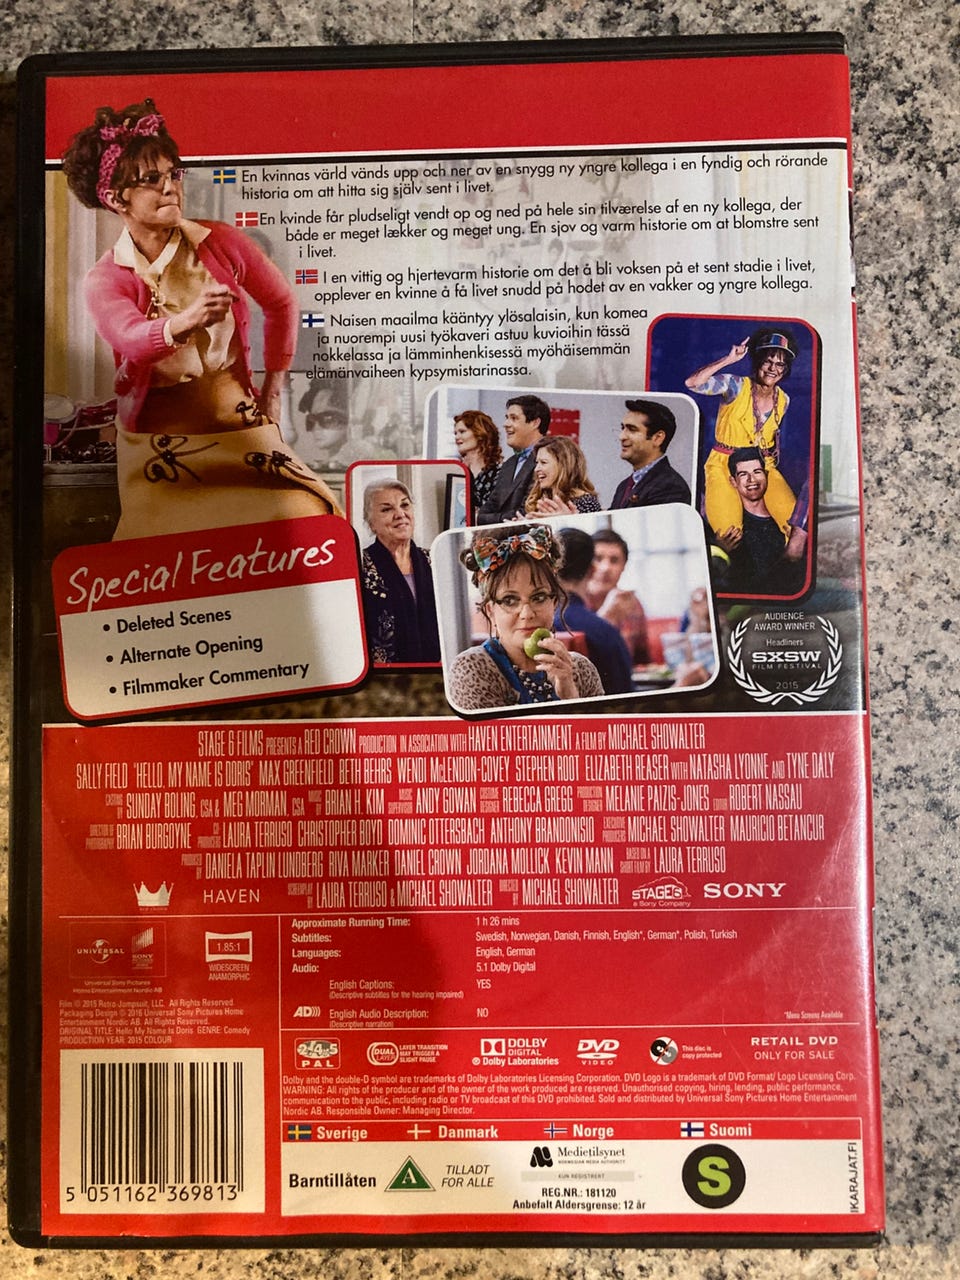 En kvinnas värld vänds upp och ner av en snygg ny yngre kollega i en fyndig och rörande
historia om att hitta sig själv sent i livet.
En kvinde får pludseligt vendt op og ned på hele sin tilværelse af en ny kollega, der
både er meget lækker og meget ung. En sjov og varm historie om at blomstre sent
i livet.
I en vittig og hjertevarm historie om det å bli voksen på et sent stadie i livet,
opplever en kvinne å få livet snudd på hodet av en vakker og yngre kollega.
Naisen maailma kääntyy ylösalaisin, kun komea
ja nuorempi uusi työkaveri astuu kuvioihin tässä
nokkelassa ja lämminhenkisessä myöhäisemmän
elämänvaiheen kypsymistarinassa.
Special Features
• Deleted Scenes
• Alternate Opening
• Filmmaker Commentary
AUDIENCE
AWARD WINNER
Headliners
SXSW
FILM FESTIVAL
2015
STAGE 6 FILMS PRESENTS A RED CROWN PRODUCTION IN ASSOCIATION WITH HAVEN ENTERTAINMENT A FILM BY MICHAEL SHOWALTER
SALLY FIELD "HELLO, MY NAME IS DORIS" MAX GREENFIELD BETH BEHRS WENDI McLENDON-COVEY STEPHEN ROOT ELIZABETH REASER WITH NATASHA LYONNE AND TYNE DALY
CASTING BY SUNDAY BOLING, CSA & MEG MORMAN, CSA MUSIC BY BRIAN H. KIM MUSIC SUPERVISOR ANDY GOWAN COSTUME DESIGNER REBECCA GREGG PRODUCTION DESIGNER MELANIE PAIZIS-JONES EDITOR ROBERT NASSAU
DIRECTOR OF PHOTOGRAPHY BRIAN BURGOYNE CO-PRODUCERS LAURA TERRUSO CHRISTOPHER BOYD DOMINIC OTTERSBACH ANTHONY BRANDONISIO EXECUTIVE PRODUCERS MICHAEL SHOWALTER MAURICIO BETANCUR
PRODUCED BY DANIELA TAPLIN LUNDBERG RIVA MARKER DANIEL CROWN JORDANA MOLLICK KEVIN MANN BASED ON A SHORT FILM BY LAURA TERRUSO
RED CROWN HAVEN SCREENPLAY BY LAURA TERRUSO & MICHAEL SHOWALTER DIRECTED BY MICHAEL SHOWALTER STAGE 6 a Sony Company SONY
Approximate Running Time: 1 h 26 mins
Subtitles: Swedish, Norwegian, Danish, Finnish, English*, German*, Polish, Turkish
Languages: English, German
Audio: 5.1 Dolby Digital
English Captions: YES
(Descriptive subtitles for the hearing impaired)
AD))) English Audio Description: NO
(Descriptive narration)
*Menu Screens Available
UNIVERSAL
SONY
Universal Sony Pictures
Home Entertainment Nordic AB
1.85:1
WIDESCREEN
ANAMORPHIC
Film © 2015 Retro-Jumpsuit, LLC. All Rights Reserved.
Packaging Design © 2016 Universal Sony Pictures Home
Entertainment Nordic AB. All Rights Reserved.
ORIGINAL TITLE: Hello My Name Is Doris GENRE: Comedy
PRODUCTION YEAR: 2015 COLOUR
2 4 5
PAL
DUAL LAYER
LAYER TRANSITION
MAY TRIGGER A
SLIGHT PAUSE
DOLBY
DIGITAL
® Dolby Laboratories
DVD
VIDEO
This disc is
copy protected
RETAIL DVD
ONLY FOR SALE
Dolby and the double-D symbol are trademarks of Dolby Laboratories Licensing Corporation. DVD Logo is a trademark of DVD Format/ Logo Licensing Corp.
WARNING: All rights of the producer and of the owner of the work produced are reserved. Unauthorised copying, hiring, lending, public performance,
communication to the public, including radio or TV broadcast of this DVD prohibited. Sold and distributed by Universal Sony Pictures Home Entertainment
Nordic AB. Responsible Owner: Managing Director.
Sverige Danmark Norge Suomi
Barntillåten
A
TILLADT
FOR ALLE
Medietilsynet
NORWEGIAN MEDIA AUTHORITY
KUN REGISTRERT
REG.NR.: 181120
Anbefalt Aldersgrense: 12 år
S
IKARAJAT.FI
5 051162 369813